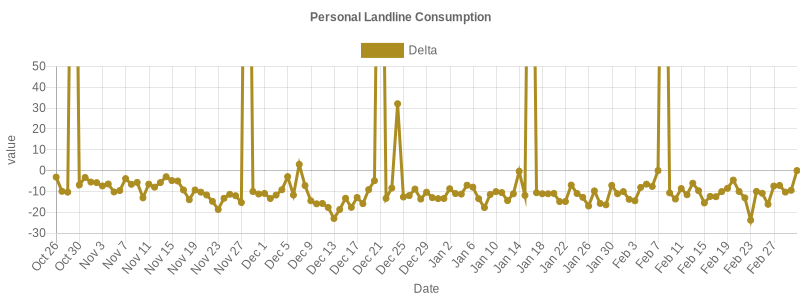 Personal Landline Consumption
Delta
value
50
40
30
20
10
0
-10
-20
-30
Oct 26
Oct 30
Nov 3
Nov 7
Nov 11
Nov 15
Nov 19
Nov 23
Nov 27
Dec 1
Dec 5
Dec 9
Dec 13
Dec 17
Dec 21
Dec 25
Dec 29
Jan 2
Jan 6
Jan 10
Jan 14
Jan 18
Jan 22
Jan 26
Jan 30
Feb 3
Feb 7
Feb 11
Feb 15
Feb 19
Feb 23
Feb 27
Date